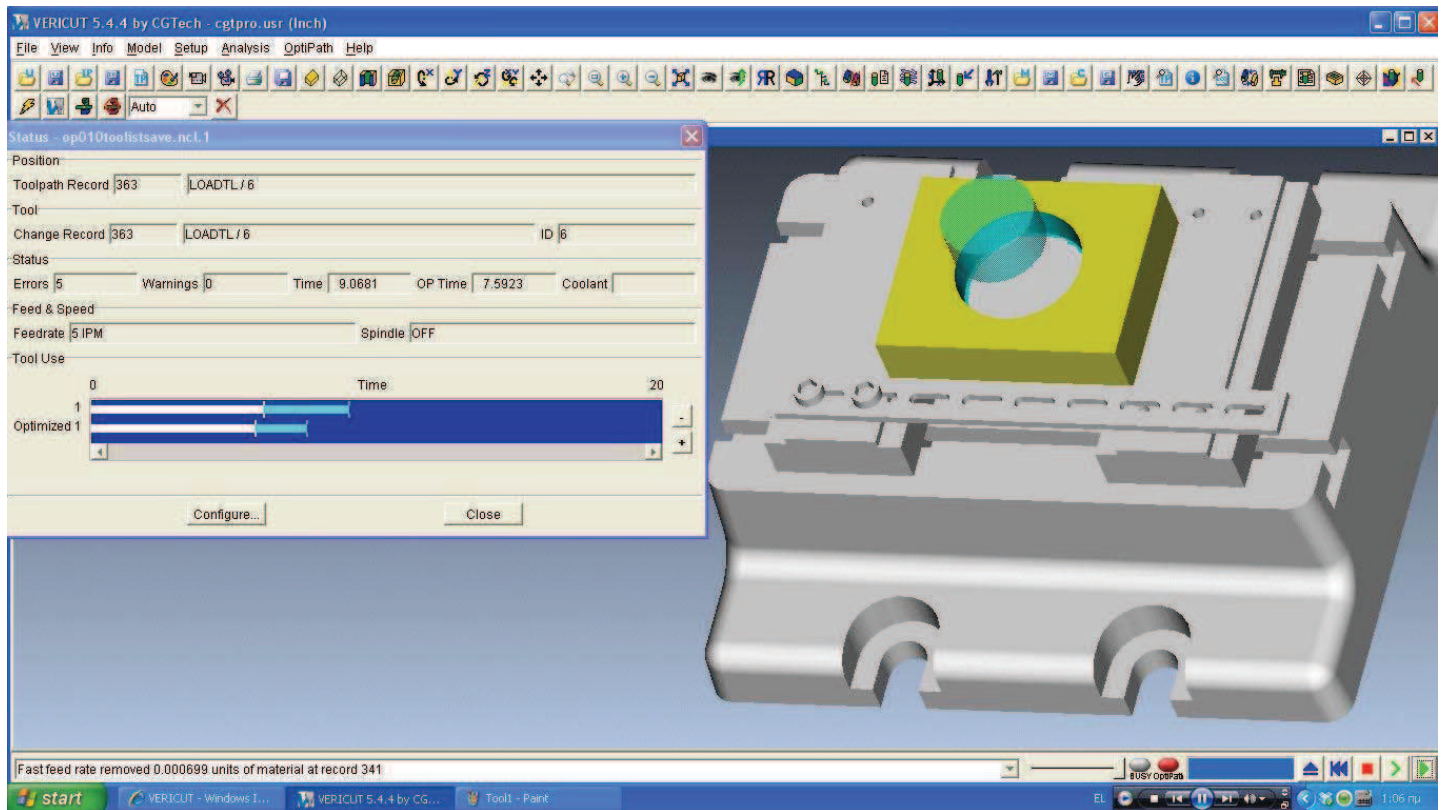 VERICUT 5.4.4 by CGTech - cgtpro.usr (Inch)
File View Info Model Setup Analysis OptiPath Help
Auto
Status - op010toolistsave.ncl.1
Position
Toolpath Record 363 LOADTL / 6
Tool
Change Record 363 LOADTL / 6 ID 6
Status
Errors 5 Warnings 0 Time 9.0681 OP Time 7.5923 Coolant
Feed & Speed
Feedrate 5 IPM Spindle OFF
Tool Use
0 Time 20
1
Optimized 1
-
+
Configure... Close
Fast feed rate removed 0.000699 units of material at record 341
BUSY OptiPath
start VERICUT - Windows I... VERICUT 5.4.4 by CG... Tool1 - Paint EL 1:06 πμ